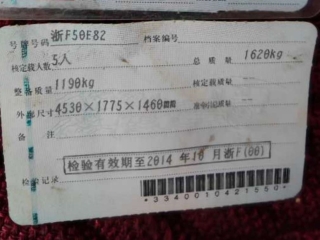 号牌号码 浙F50E82 档案编号
核定载人数 5人 总质量 1620kg
整备质量 1190kg 核定载质量 --
外廓尺寸 4530×1775×1460mm 准牵引总质量 --
备注
检验有效期至2014年10月浙F(00)
检验记录
*3340010421550*